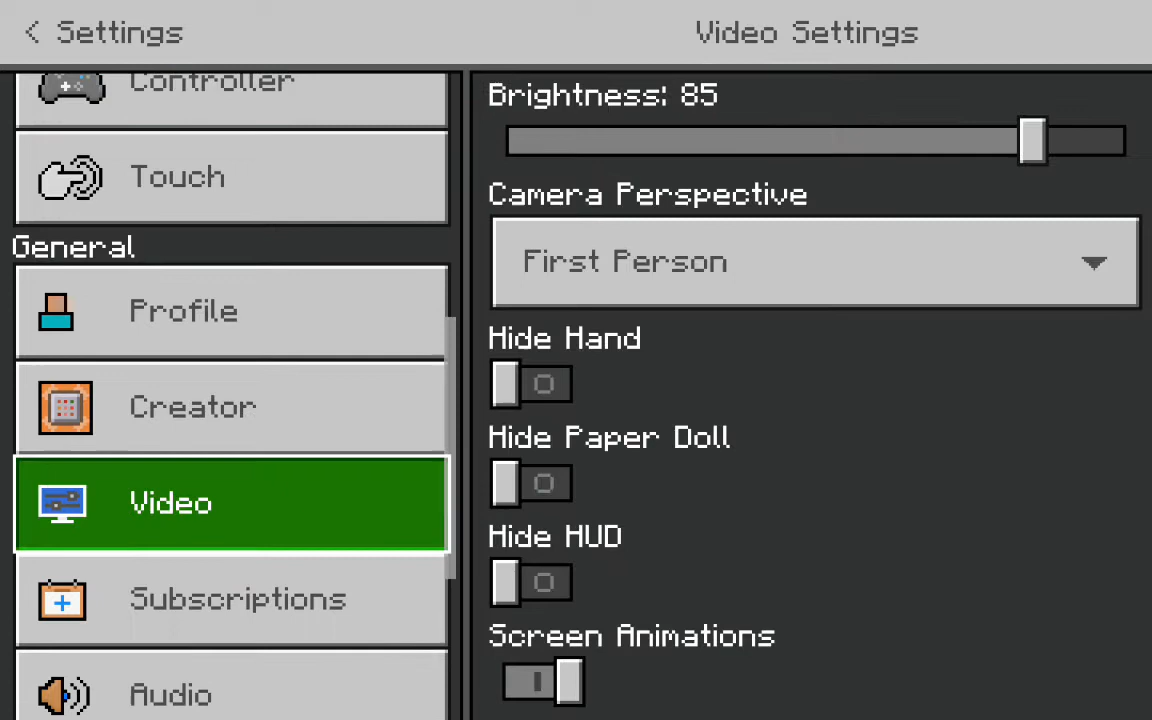 Settings
Video Settings
Controller
Touch
General
Profile
Creator
Video
Subscriptions
Audio
Brightness: 85
Camera Perspective
First Person
Hide Hand
Hide Paper Doll
Hide HUD
Screen Animations